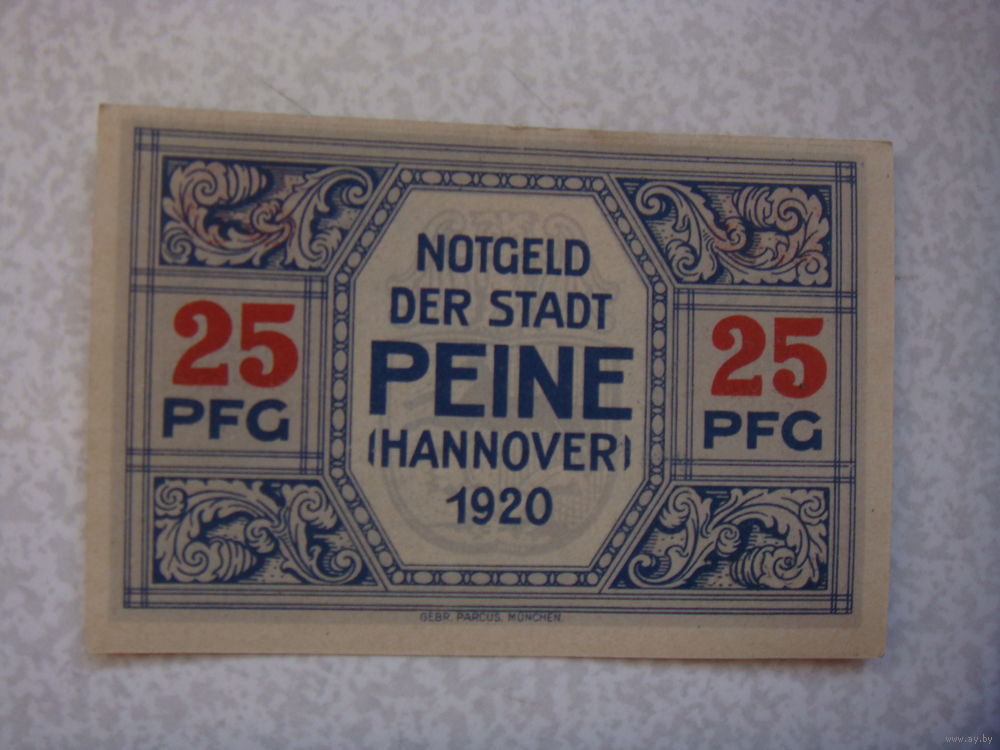 NOTGELD
DER STADT
PEINE
(HANNOVER)
1920
25
PFG
25
PFG
GEBR. PARCUS. MÜNCHEN.
www.ay.by